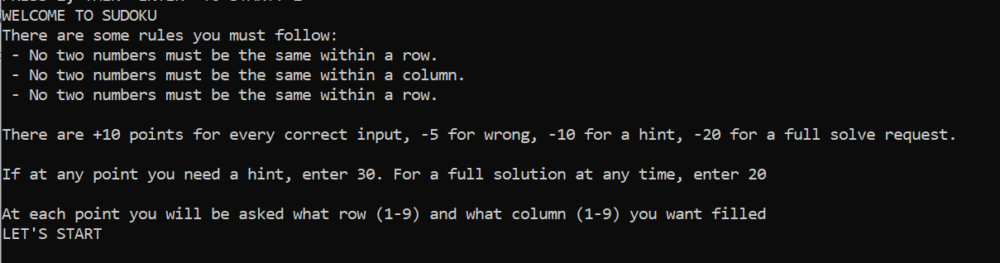 WELCOME TO SUDOKU
There are some rules you must follow:
- No two numbers must be the same within a row.
- No two numbers must be the same within a column.
- No two numbers must be the same within a row.
There are +10 points for every correct input, -5 for wrong, -10 for a hint, -20 for a full solve request.
If at any point you need a hint, enter 30. For a full solution at any time, enter 20
At each point you will be asked what row (1-9) and what column (1-9) you want filled
LET'S START